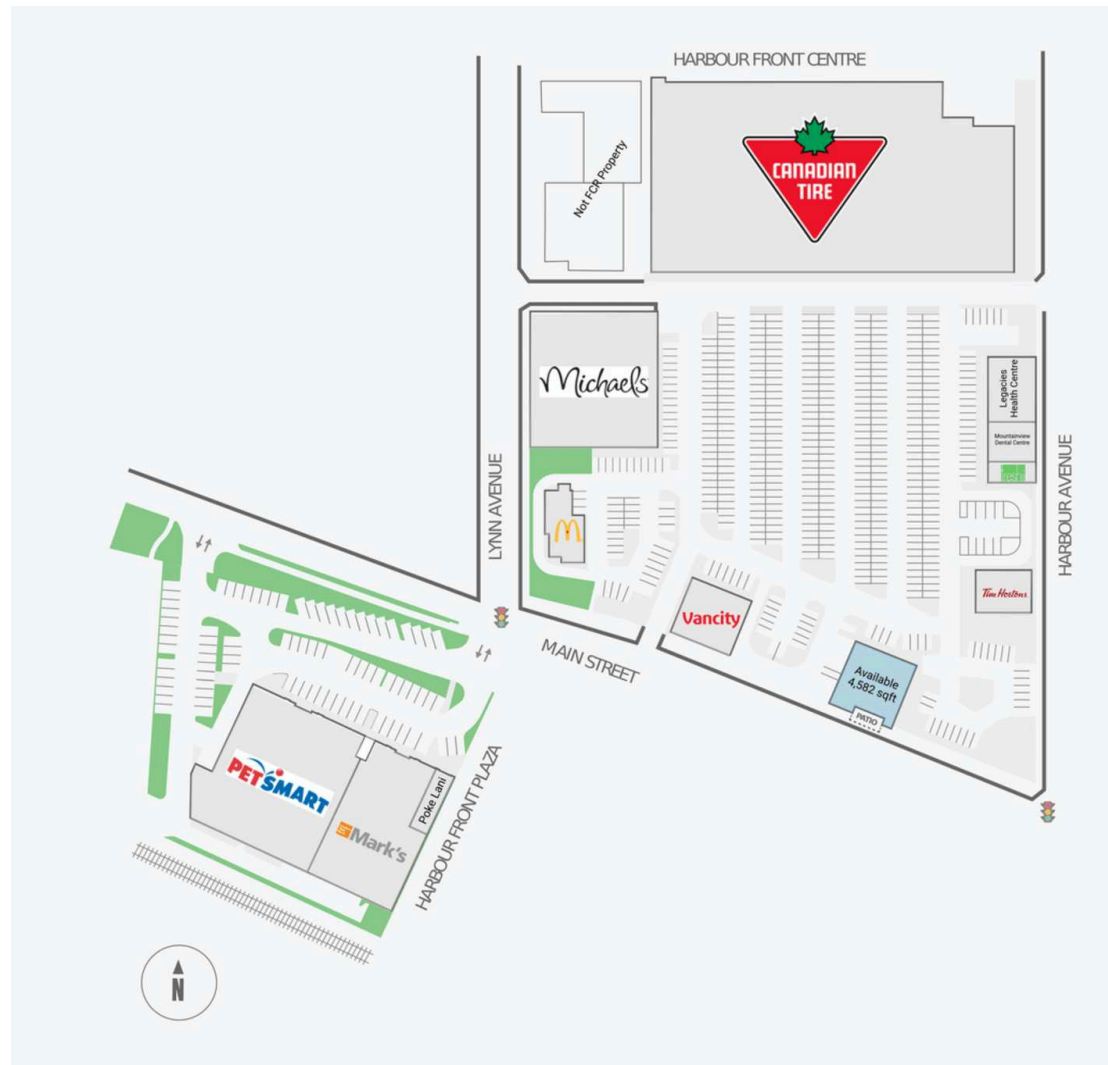 HARBOUR FRONT CENTRE
CANADIAN
TIRE
Not FCR Property
Michaels
Legacies
Health Centre
Mountainview
Dental Centre
fresh
LYNN AVENUE
HARBOUR AVENUE
Tim Hortons
Vancity
MAIN STREET
Available
4,582 sqft
PATIO
PETSMART
Mark's
Poke Lani
HARBOUR FRONT PLAZA
N